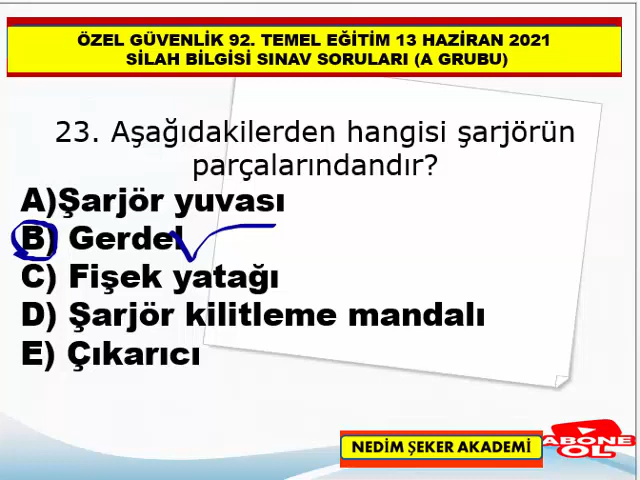 ÖZEL GÜVENLİK 92. TEMEL EĞİTİM 13 HAZİRAN 2021
SİLAH BİLGİSİ SINAV SORULARI (A GRUBU)
23. Aşağıdakilerden hangisi şarjörün
parçalarındandır?
A)Şarjör yuvası
B) Gerdel
C) Fişek yatağı
D) Şarjör kilitleme mandalı
E) Çıkarıcı
NEDİM ŞEKER AKADEMİ
ABONE
OL